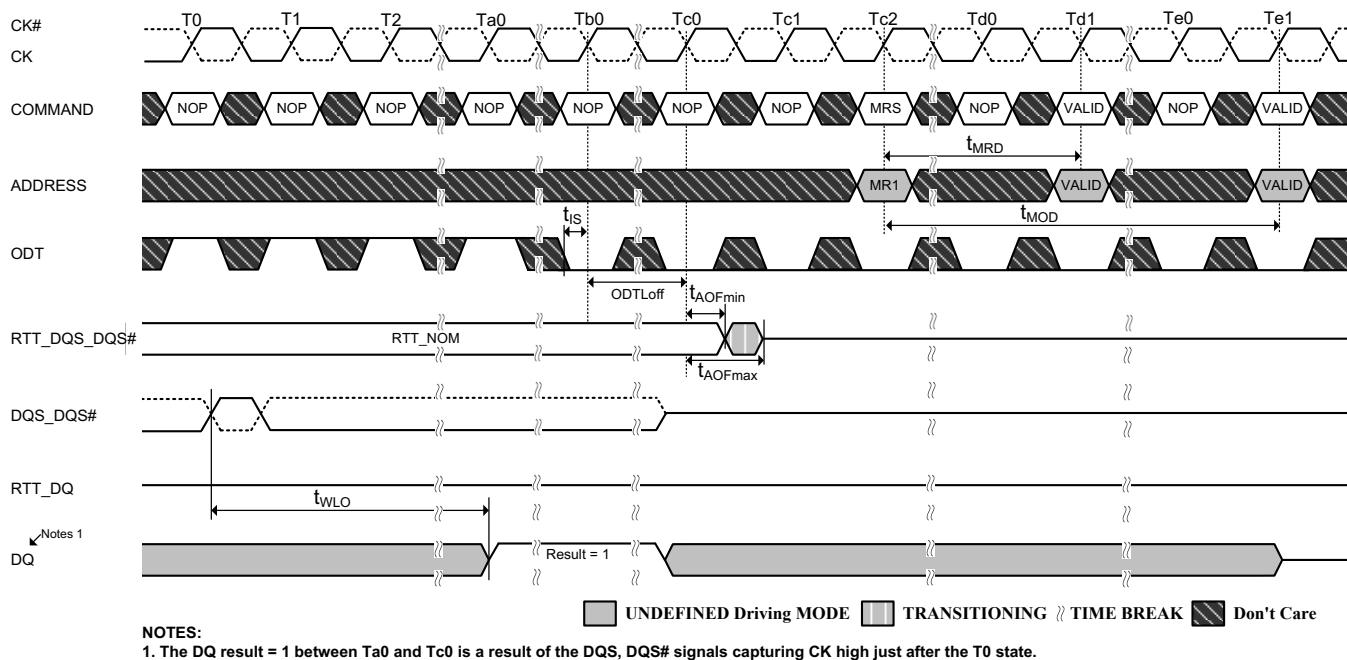 CK# T0 T1 T2 Ta0 Tb0 Tc0 Tc1 Tc2 Td0 Td1 Te0 Te1
CK
COMMAND NOP NOP NOP NOP NOP NOP NOP MRS NOP VALID NOP VALID
tMRD
ADDRESS MR1 VALID VALID
tIS tMOD
ODT
ODTLoff tAOFmin
RTT_DQS_DQS# RTT_NOM
tAOFmax
DQS_DQS#
RTT_DQ
tWLO
Notes 1
DQ Result = 1
UNDEFINED Driving MODE TRANSITIONING TIME BREAK Don't Care
NOTES:
1. The DQ result = 1 between Ta0 and Tc0 is a result of the DQS, DQS# signals capturing CK high just after the T0 state.